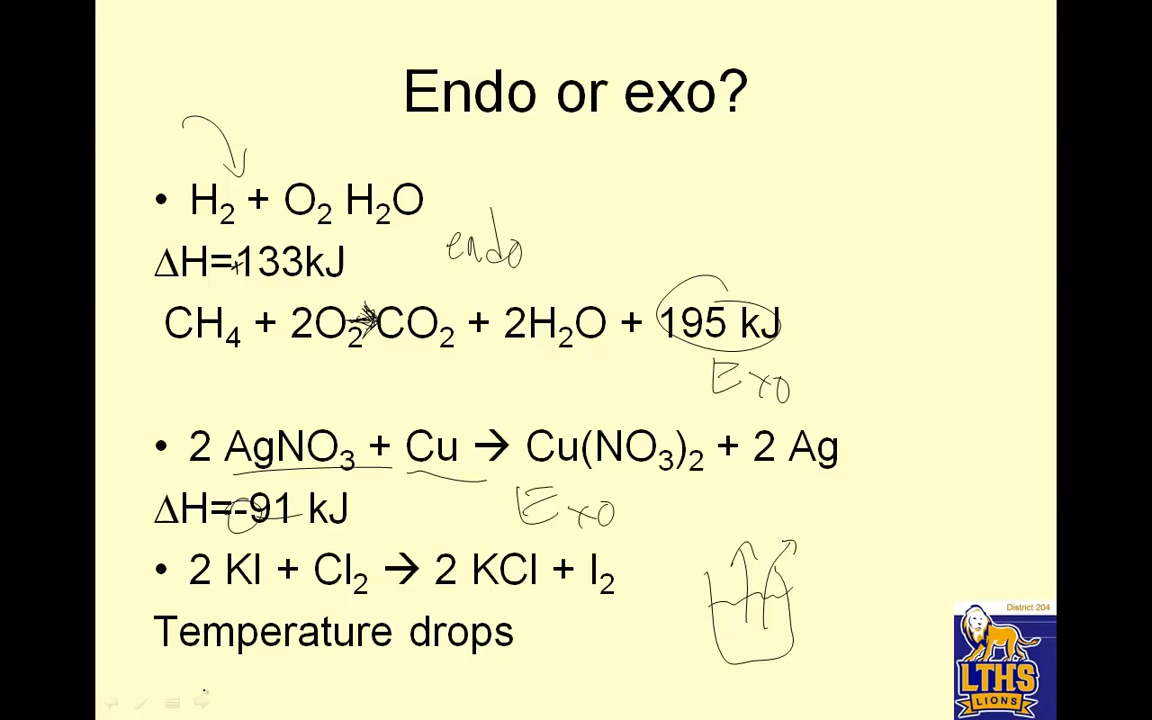 Endo or exo?
• H₂ + O₂ H₂O
ΔH=+133kJ
endo
CH₄ + 2O₂→CO₂ + 2H₂O + 195 kJ
Exo
• 2 AgNO₃ + Cu → Cu(NO₃)₂ + 2 Ag
ΔH=-91 kJ
Exo
• 2 KI + Cl₂ → 2 KCl + I₂
Temperature drops
District 204
LTHS
LIONS